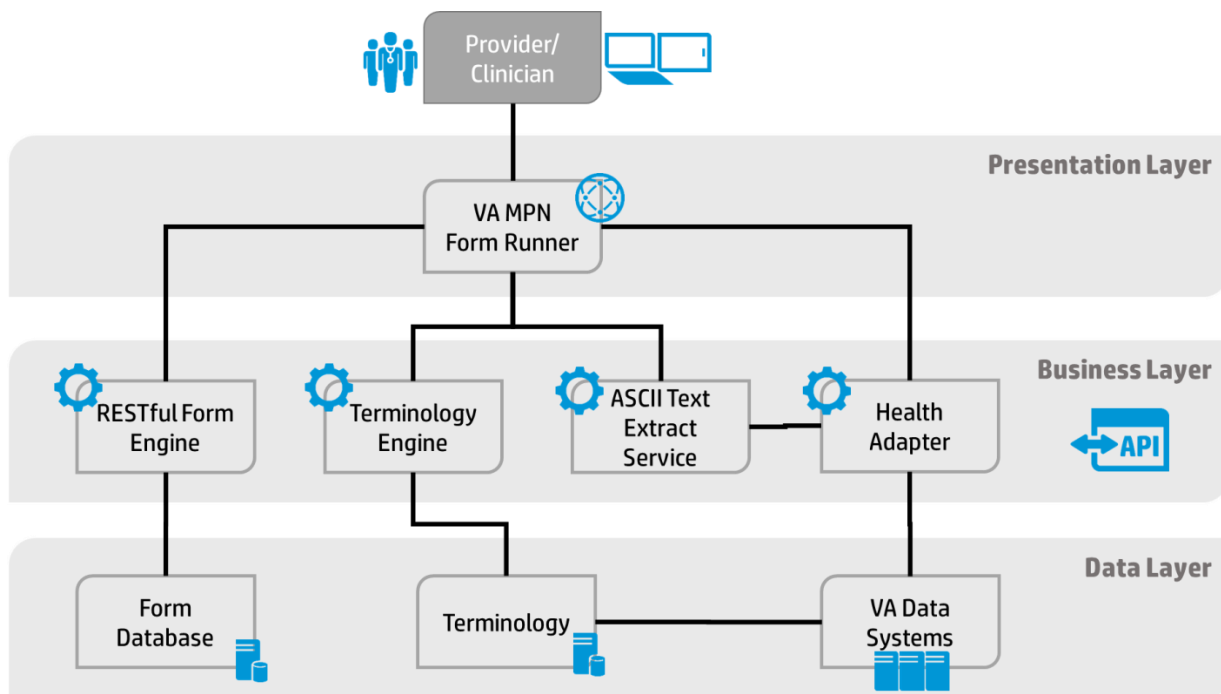 Provider/
Clinician
Presentation Layer
VA MPN
Form Runner
Business Layer
RESTful Form
Engine
Terminology
Engine
ASCII Text
Extract
Service
Health
Adapter
API
Data Layer
Form
Database
Terminology
VA Data
Systems